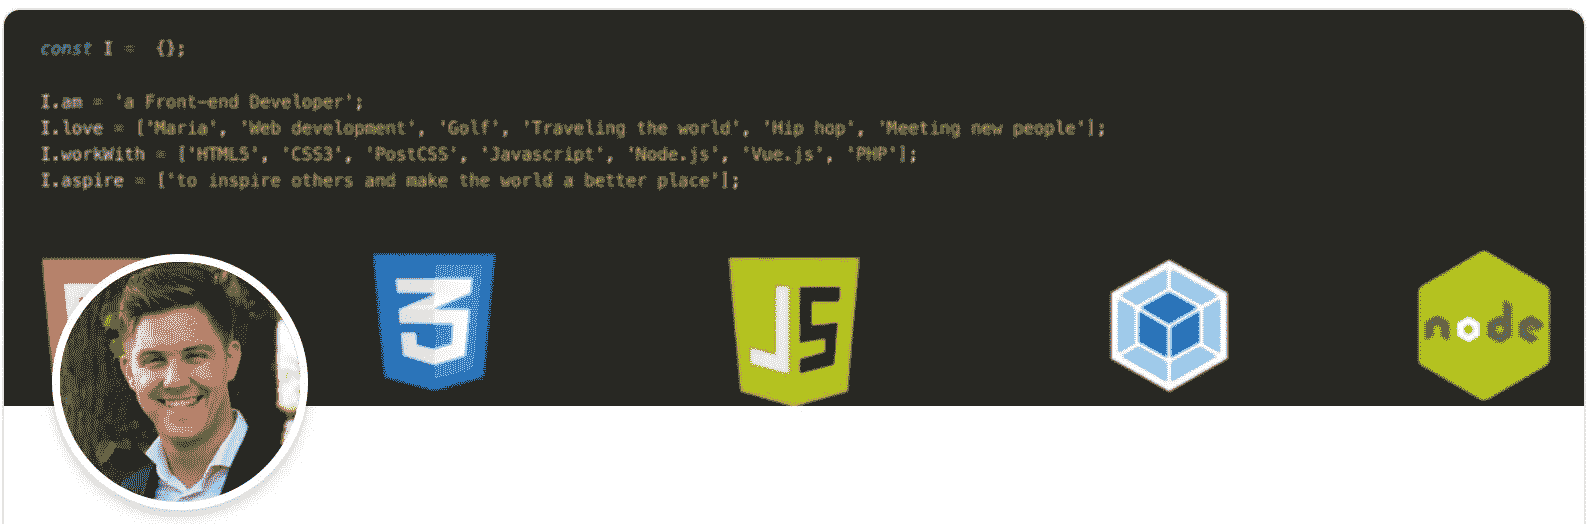 const I = {};
I.am = 'a Front-end Developer';
I.love = ['Maria', 'Web development', 'Golf', 'Traveling the world', 'Hip hop', 'Meeting new people'];
I.workWith = ['HTML5', 'CSS3', 'PostCSS', 'Javascript', 'Node.js', 'Vue.js', 'PHP'];
I.aspire = ['to inspire others and make the world a better place'];
3
JS
node